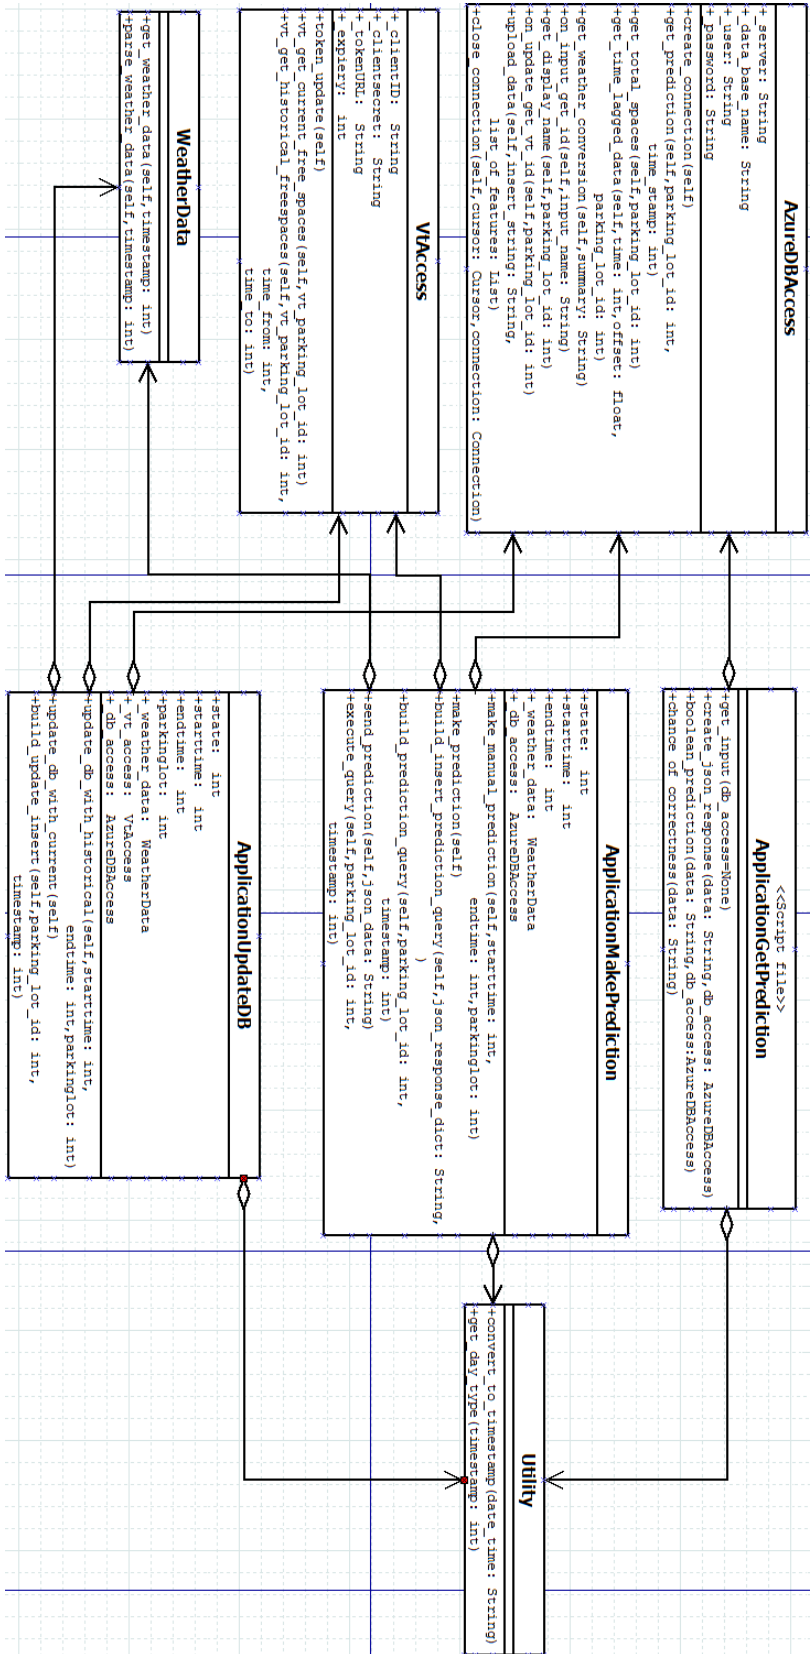 AzureDBAccess
+_server: String
+_data_base_name: String
+_user: String
+_password: String
+create_connection(self)
+get_prediction(self,parking_lot_id: int,
time_stamp: int)
+get_total_spaces(self,parking_lot_id: int)
+get_time_lagged_data(self,time: int,offset: float,
parking_lot_id: int)
+get_weather_conversion(self,summary: String)
+on_input_get_id(self,input_name: String)
+get_display_name(self,parking_lot_id: int)
+on_update_get_vt_id(self,parking_lot_id: int)
+upload_data(self,insert_string: String,
list_of_features: List)
+close_connection(self,cursor: Cursor,connection: Connection)
VtAccess
+_clientID: String
+_clientsecret: String
+_tokenURL: String
+_expiery: int
+token_update(self)
+vt_get_current_free_spaces(self,vt_parking_lot_id: int)
+vt_get_historical_freespaces(self,vt_parking_lot_id: int,
time_from: int,
time_to: int)
WeatherData
+get_weather_data(self,timestamp: int)
+parse_weather_data(self,timestamp: int)
<<Script file>>
ApplicationGetPrediction
+get_input(db_access=None)
+create_json_response(data: String,db_access: AzureDBAccess)
+boolean_prediction(data: String,db_access:AzureDBAccess)
+chance_of_correctness(data: String)
ApplicationMakePrediction
+state: int
+starttime: int
+endtime: int
+_weather_data: WeatherData
+_db_access: AzureDBAccess
+make_manual_prediction(self,starttime: int,
endtime: int,parkinglot: int)
+make_prediction(self)
+build_insert_prediction_query(self,json_response_dict: String,
)
+build_prediction_query(self,parking_lot_id: int,
timestamp: int)
+send_prediction(self,json_data: String)
+execute_query(self,parking_lot_id: int,
timestamp: int)
ApplicationUpdateDB
+state: int
+starttime: int
+endtime: int
+parkinglot: int
+_weather_data: WeatherData
+_vt_access: VtAccess
+_db_access: AzureDBAccess
+update_db_with_historical(self,starttime: int,
endtime: int,parkinglot: int)
+update_db_with_current(self)
+build_update_insert(self,parking_lot_id: int,
timestamp: int)
Utility
+convert_to_timestamp(date_time: String)
+get_day_type(timestamp: int)